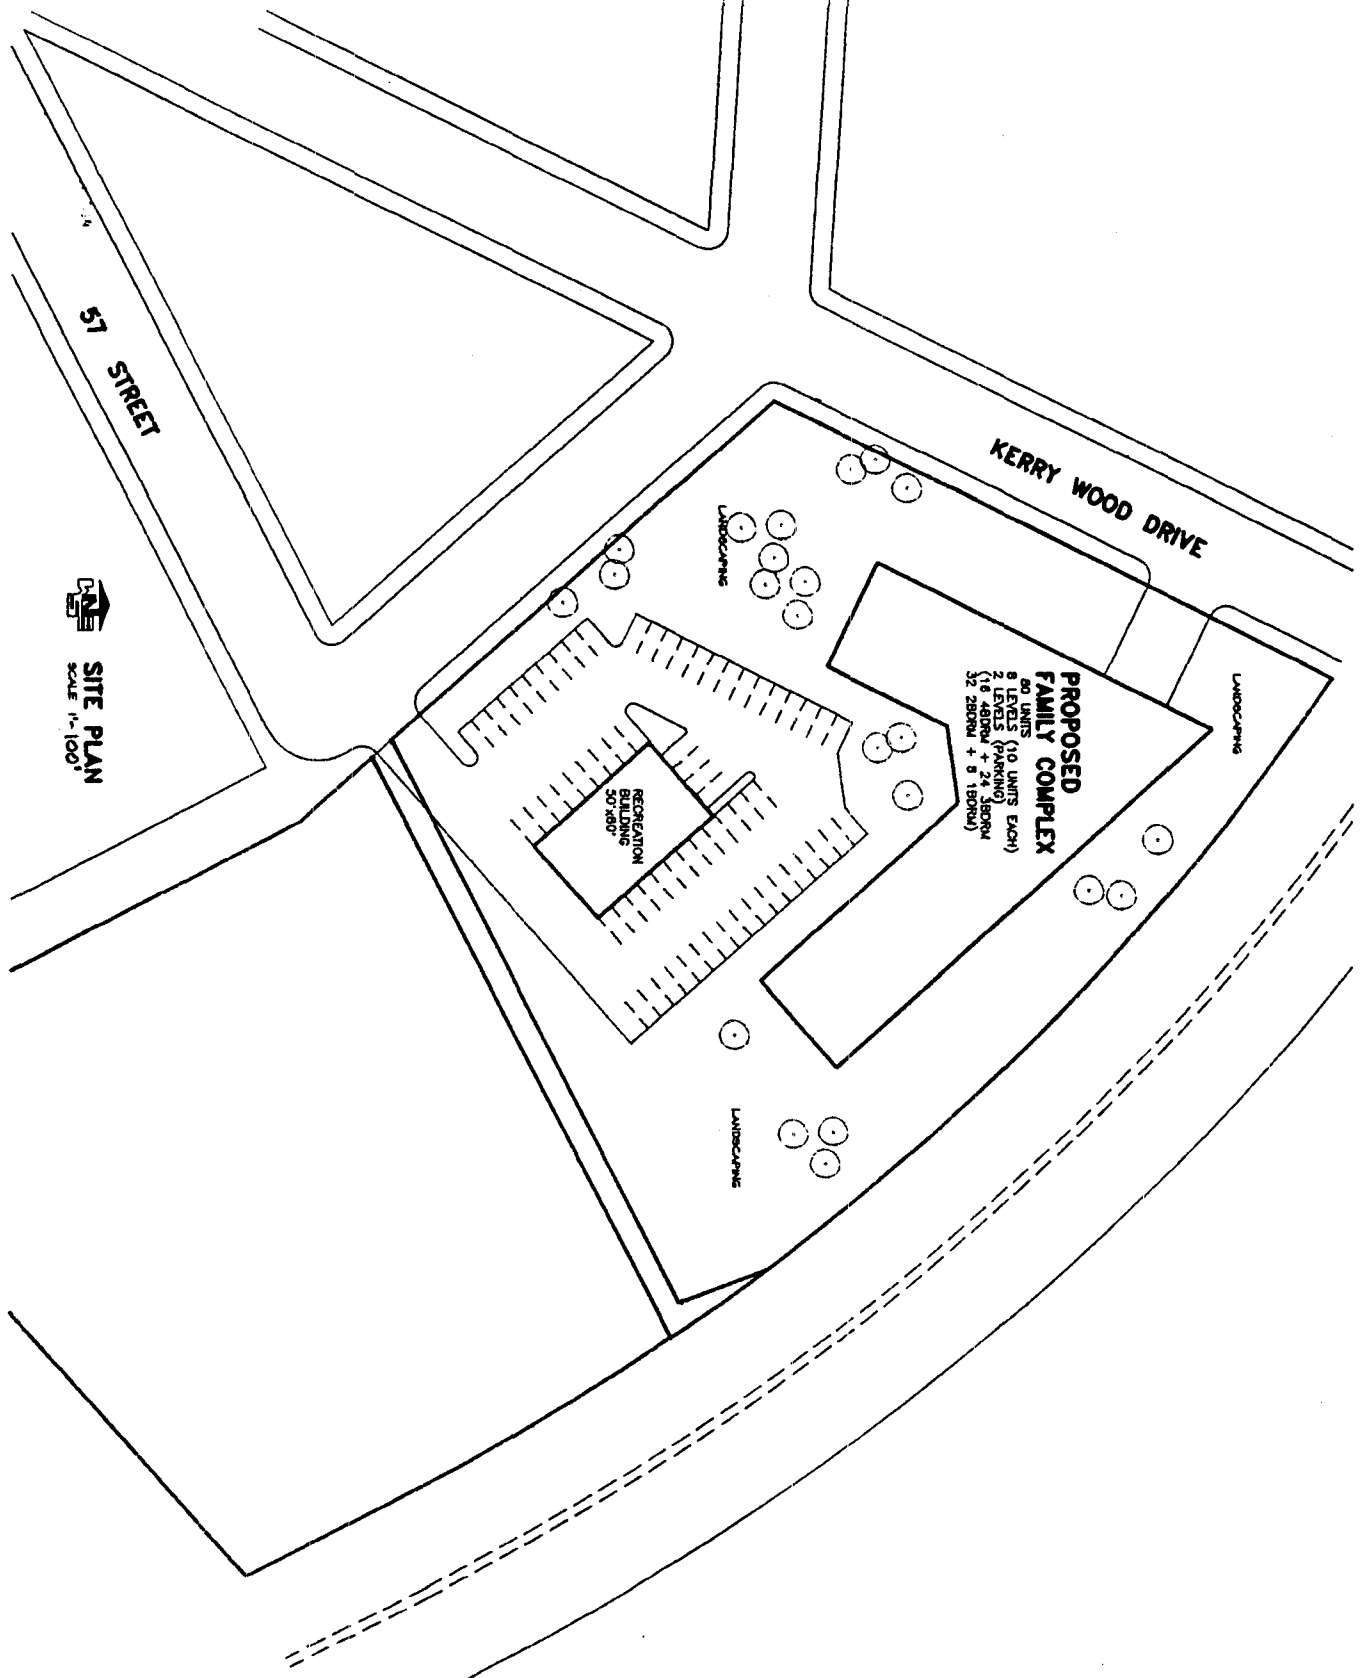 57 STREET
KERRY WOOD DRIVE
LANDSCAPING
LANDSCAPING
PROPOSED
FAMILY COMPLEX
80 UNITS
8 LEVELS (10 UNITS EACH)
2 LEVELS (PARKING)
(16 4BDRM + 24 3BDRM
32 2BDRM + 8 1BDRM)
RECREATION
BUILDING
50'x80'
LANDSCAPING
SITE PLAN
SCALE 1"=100'